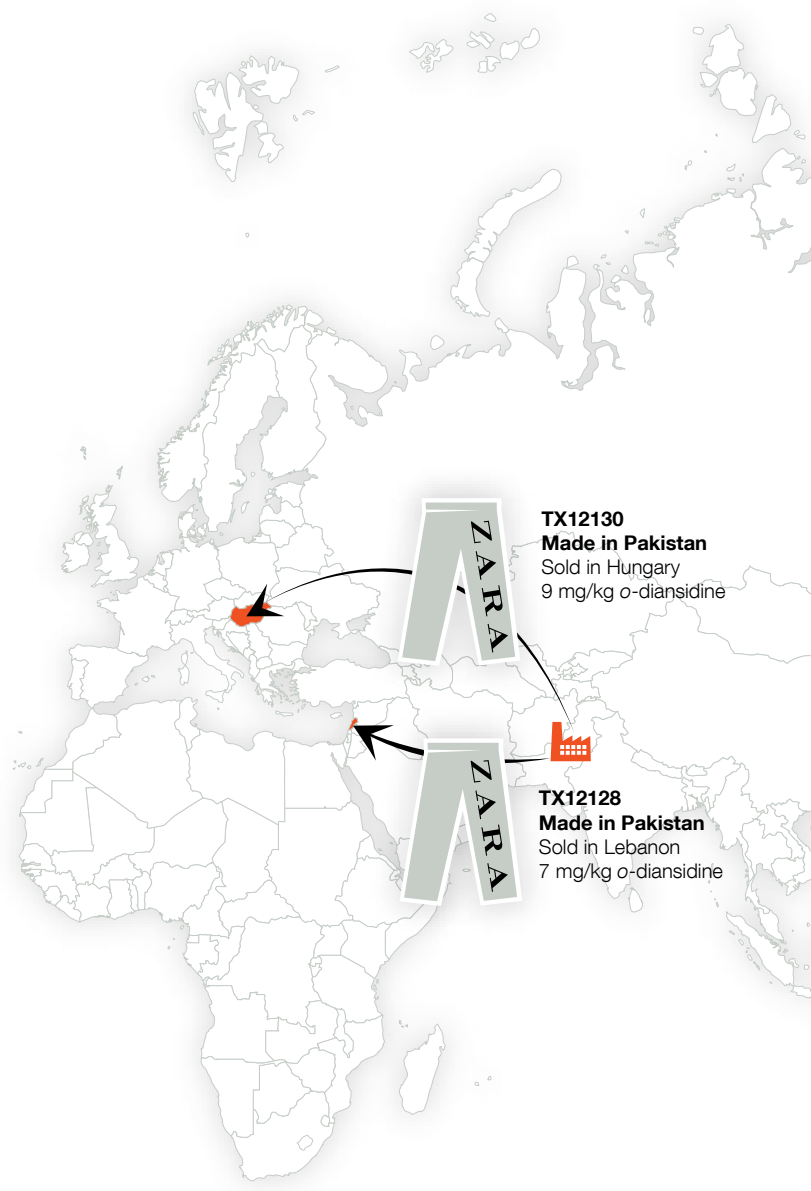 ZARA
TX12130
Made in Pakistan
Sold in Hungary
9 mg/kg o-diansidine
ZARA
TX12128
Made in Pakistan
Sold in Lebanon
7 mg/kg o-diansidine